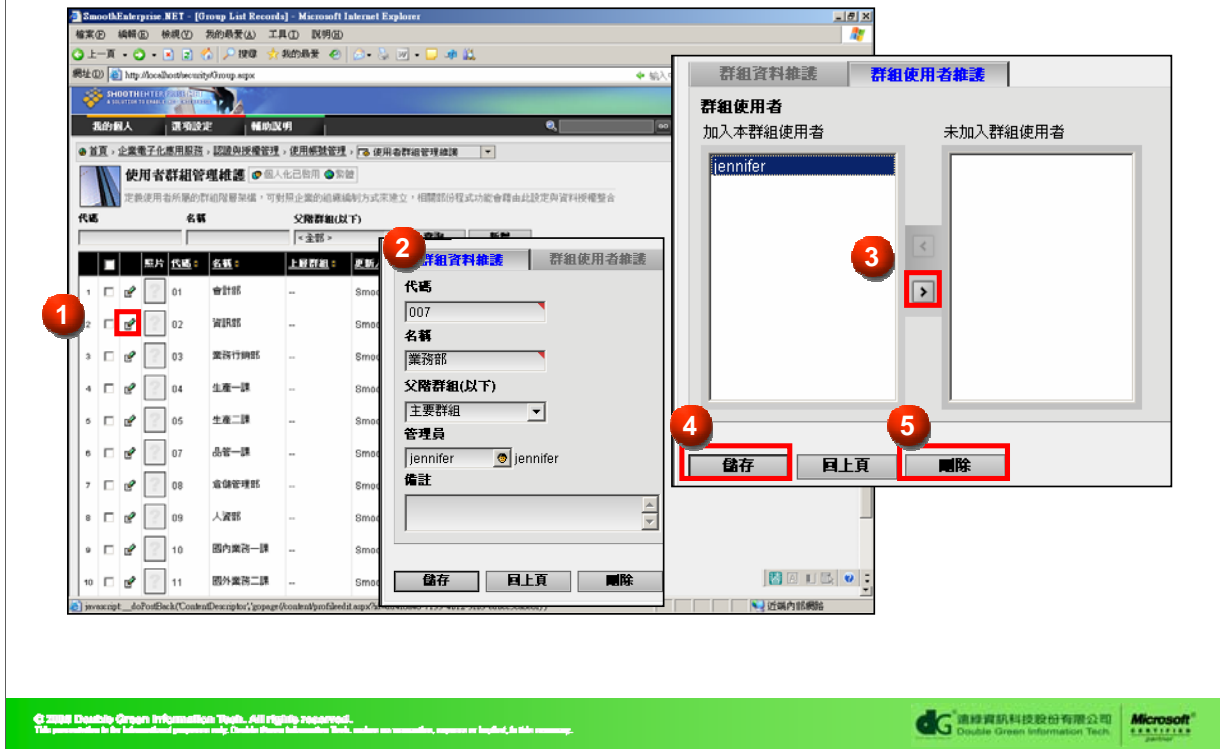 SmoothEnterprise.NET - [Group List Records] - Microsoft Internet Explorer
檔案(F) 編輯(E) 檢視(V) 我的最愛(A) 工具(T) 說明(H)
上一頁 搜尋 我的最愛
網址(D) http://localhost/security/Group.aspx
SMOOTHENTERPRISE
我的個人 選項設定 輔助說明
首頁 › 企業電子化應用服務 › 認證與授權管理 › 使用帳號管理 › 使用者群組管理維護
使用者群組管理維護 個人化已啟用 繁體
定義使用者所屬的群組階層架構，可對照企業的組織編制方式來建立，相關部份程式功能會藉由此設定與資料授權整合
代碼 名稱 父階群組(以下)
<全部>
照片 代碼 名稱 上層群組
1 01 會計部 --
2 02 資訊部 --
3 03 業務行銷部 --
4 04 生產一課 --
5 05 生產二課 --
6 07 品管一課 --
7 08 倉儲管理部 --
8 09 人資部 --
9 10 國內業務一課 --
10 11 國外業務二課 --
近端內部網路
1
2
群組資料維護 群組使用者維護
代碼
007
名稱
業務部
父階群組(以下)
主要群組
管理員
jennifer jennifer
備註
儲存 回上頁 刪除
群組資料維護 群組使用者維護
群組使用者
加入本群組使用者 未加入群組使用者
jennifer
<
3
>
4 5
儲存 回上頁 刪除
Double Green Information Tech. All rights reserved.
達綠資訊科技股份有限公司
Double Green Information Tech.
Microsoft
CERTIFIED
Partner